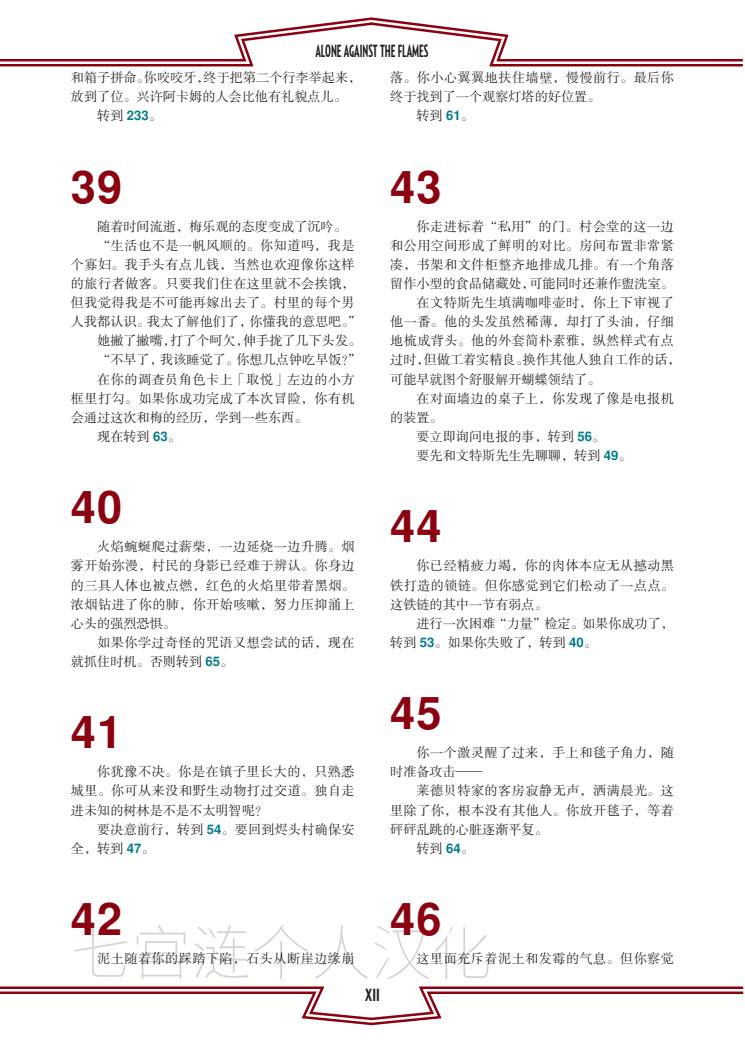 ALONE AGAINST THE FLAMES
和箱子拼命。你咬咬牙，终于把第二个行李举起来，
放到了位。兴许阿卡姆的人会比他有礼貌点儿。
转到 233。
39
随着时间流逝，梅乐观的态度变成了沉吟。
“生活也不是一帆风顺的。你知道吗，我是
个寡妇。我手头有点儿钱，当然也欢迎像你这样
的旅行者做客。只要我们住在这里就不会挨饿，
但我觉得我是不可能再嫁出去了。村里的每个男
人我都认识。我太了解他们了，你懂我的意思吧。”
她撇了撇嘴，打了个呵欠，伸手拢了几下头发。
“不早了，我该睡觉了。你想几点钟吃早饭？”
在你的调查员角色卡上「取悦」左边的小方
框里打勾。如果你成功完成了本次冒险，你有机
会通过这次和梅的经历，学到一些东西。
现在转到 63。
40
火焰蜿蜒爬过薪柴，一边延烧一边升腾。烟
雾开始弥漫，村民的身影已经难于辨认。你身边
的三具人体也被点燃，红色的火焰里带着黑烟。
浓烟钻进了你的肺，你开始咳嗽，努力压抑涌上
心头的强烈恐惧。
如果你学过奇怪的咒语又想尝试的话，现在
就抓住时机。否则转到 65。
41
你犹豫不决。你是在镇子里长大的，只熟悉
城里。你可从来没和野生动物打过交道。独自走
进未知的树林是不是不太明智呢？
要决意前行，转到 54。要回到烬头村确保安
全，转到 47。
42
泥土随着你的踩踏下陷，石头从断崖边缘崩
落。你小心翼翼地扶住墙壁，慢慢前行。最后你
终于找到了一个观察灯塔的好位置。
转到 61。
43
你走进标着“私用”的门。村会堂的这一边
和公用空间形成了鲜明的对比。房间布置非常紧
凑，书架和文件柜整齐地排成几排。有一个角落
留作小型的食品储藏处，可能同时还兼作盥洗室。
在文特斯先生填满咖啡壶时，你上下审视了
他一番。他的头发虽然稀薄，却打了头油，仔细
地梳成背头。他的外套简朴素雅，纵然样式有点
过时，但做工着实精良。换作其他人独自工作的话，
可能早就图个舒服解开蝴蝶领结了。
在对面墙边的桌子上，你发现了像是电报机
的装置。
要立即询问电报的事，转到 56。
要先和文特斯先生先聊聊，转到 49。
44
你已经精疲力竭，你的肉体本应无从撼动黑
铁打造的锁链。但你感觉到它们松动了一点点。
这铁链的其中一节有弱点。
进行一次困难“力量”检定。如果你成功了，
转到 53。如果你失败了，转到 40。
45
你一个激灵醒了过来，手上和毯子角力，随
时准备攻击——
莱德贝特家的客房寂静无声，洒满晨光。这
里除了你，根本没有其他人。你放开毯子，等着
砰砰乱跳的心脏逐渐平复。
转到 64。
46
这里面充斥着泥土和发霉的气息。但你察觉
七宫涟个人汉化
XII